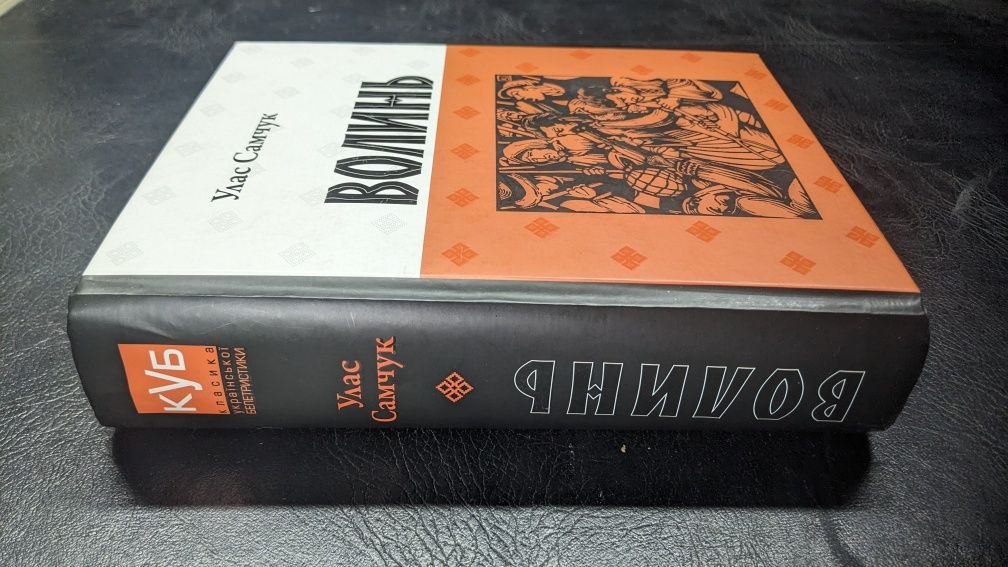 Улас Самчук
ВОЛИНЬ
кУБ
класика
української
БЕЛЕТРИСТИКИ
Улас
Самчук
ВОЛИНЬ